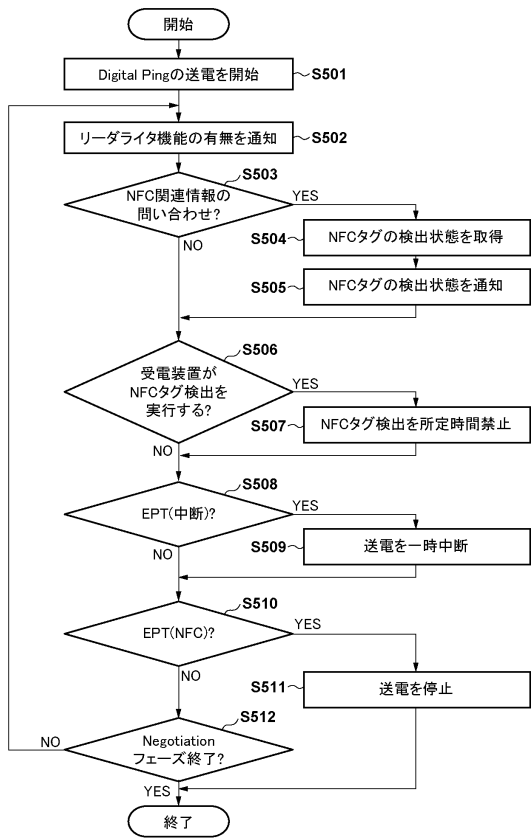 開始
Digital Pingの送電を開始
S501
リーダライタ機能の有無を通知
S502
S503
NFC関連情報の
問い合わせ?
YES
NO
S504
NFCタグの検出状態を取得
S505
NFCタグの検出状態を通知
S506
受電装置が
NFCタグ検出を
実行する?
YES
NO
S507
NFCタグ検出を所定時間禁止
S508
EPT(中断)?
YES
NO
S509
送電を一時中断
S510
EPT(NFC)?
YES
NO
S511
送電を停止
S512
Negotiation
フェーズ終了?
NO
YES
終了